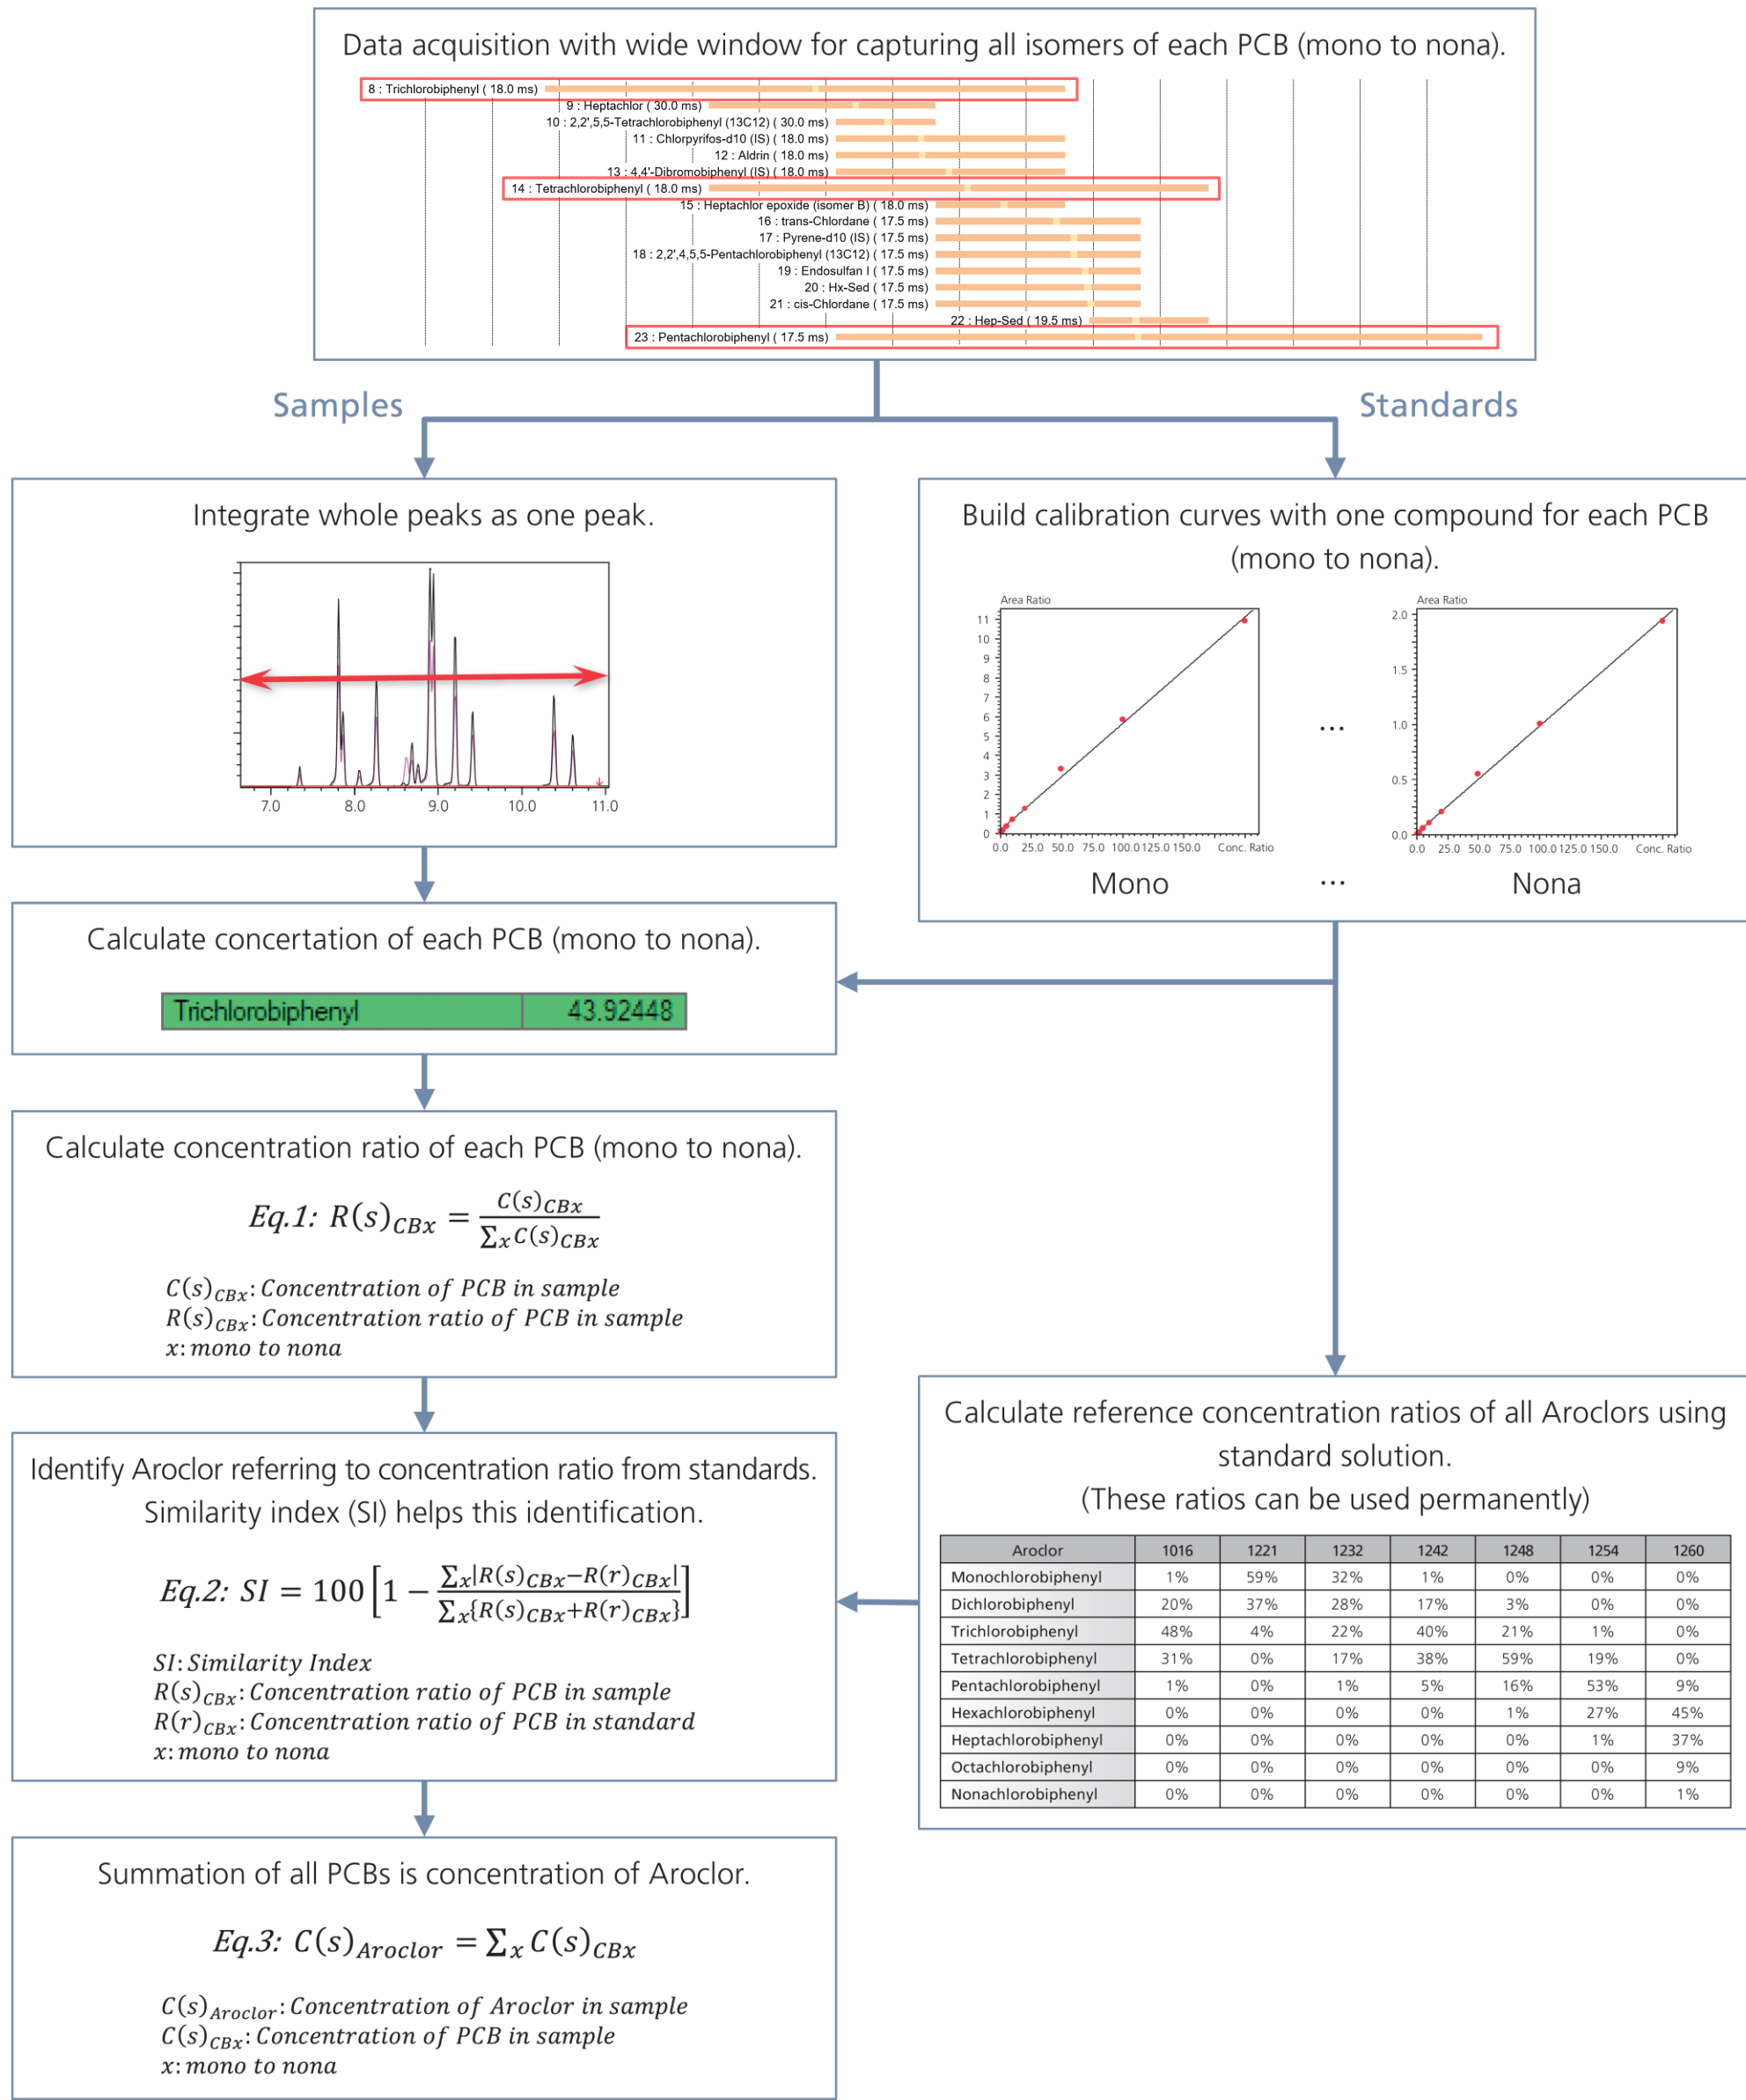 Data acquisition with wide window for capturing all isomers of each PCB (mono to nona).
8 : Trichlorobiphenyl ( 18.0 ms)
9 : Heptachlor ( 30.0 ms)
10 : 2,2',5,5-Tetrachlorobiphenyl (13C12) ( 30.0 ms)
11 : Chlorpyrifos-d10 (IS) ( 18.0 ms)
12 : Aldrin ( 18.0 ms)
13 : 4,4'-Dibromobiphenyl (IS) ( 18.0 ms)
14 : Tetrachlorobiphenyl ( 18.0 ms)
15 : Heptachlor epoxide (isomer B) ( 18.0 ms)
16 : trans-Chlordane ( 17.5 ms)
17 : Pyrene-d10 (IS) ( 17.5 ms)
18 : 2,2',4,5,5-Pentachlorobiphenyl (13C12) ( 17.5 ms)
19 : Endosulfan I ( 17.5 ms)
20 : Hx-Sed ( 17.5 ms)
21 : cis-Chlordane ( 17.5 ms)
22 : Hep-Sed ( 19.5 ms)
23 : Pentachlorobiphenyl ( 17.5 ms)
Samples
Standards
Integrate whole peaks as one peak.
7.0 8.0 9.0 10.0 11.0
Build calibration curves with one compound for each PCB
(mono to nona).
Area Ratio
11
10
9
8
7
6
5
4
3
2
1
0
0.0 25.0 50.0 75.0 100.0 125.0 150.0 Conc. Ratio
Mono
...
...
Area Ratio
2.0
1.5
1.0
0.5
0.0
0.0 25.0 50.0 75.0 100.0 125.0 150.0 Conc. Ratio
Nona
Calculate concertation of each PCB (mono to nona).
Trichlorobiphenyl 43.92448
Calculate concentration ratio of each PCB (mono to nona).
Eq.1: R(s)CBx = C(s)CBx / ∑x C(s)CBx
C(s)CBx: Concentration of PCB in sample
R(s)CBx: Concentration ratio of PCB in sample
x: mono to nona
Identify Aroclor referring to concentration ratio from standards.
Similarity index (SI) helps this identification.
Eq.2: SI = 100 [1 − ∑x|R(s)CBx−R(r)CBx| / ∑x{R(s)CBx+R(r)CBx}]
SI: Similarity Index
R(s)CBx: Concentration ratio of PCB in sample
R(r)CBx: Concentration ratio of PCB in standard
x: mono to nona
Calculate reference concentration ratios of all Aroclors using
standard solution.
(These ratios can be used permanently)
Aroclor 1016 1221 1232 1242 1248 1254 1260
Monochlorobiphenyl 1% 59% 32% 1% 0% 0% 0%
Dichlorobiphenyl 20% 37% 28% 17% 3% 0% 0%
Trichlorobiphenyl 48% 4% 22% 40% 21% 1% 0%
Tetrachlorobiphenyl 31% 0% 17% 38% 59% 19% 0%
Pentachlorobiphenyl 1% 0% 1% 5% 16% 53% 9%
Hexachlorobiphenyl 0% 0% 0% 0% 1% 27% 45%
Heptachlorobiphenyl 0% 0% 0% 0% 0% 1% 37%
Octachlorobiphenyl 0% 0% 0% 0% 0% 0% 9%
Nonachlorobiphenyl 0% 0% 0% 0% 0% 0% 1%
Summation of all PCBs is concentration of Aroclor.
Eq.3: C(s)Aroclor = ∑x C(s)CBx
C(s)Aroclor: Concentration of Aroclor in sample
C(s)CBx: Concentration of PCB in sample
x: mono to nona